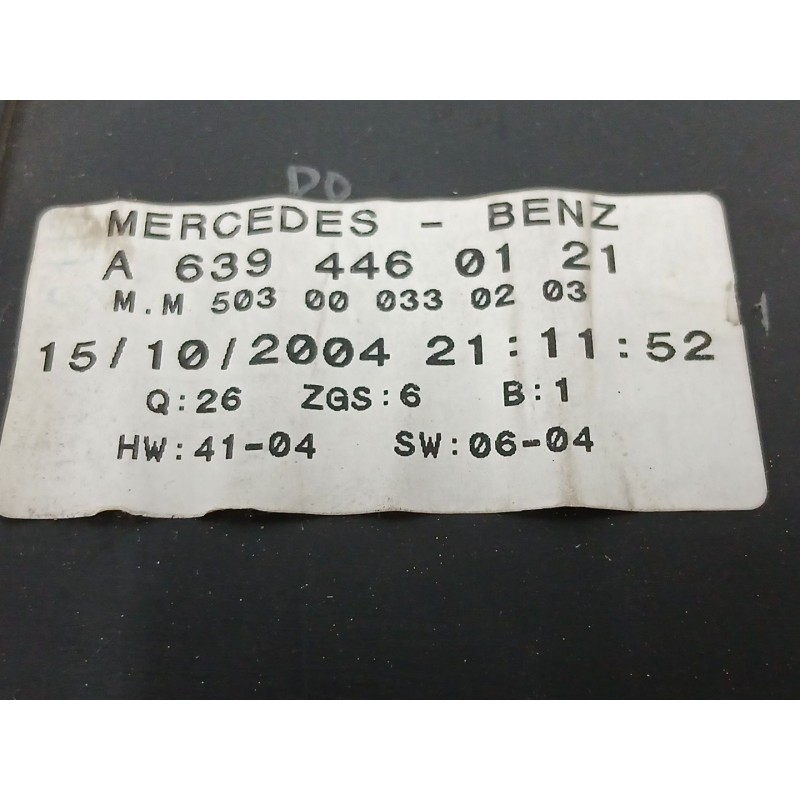 DO
MERCEDES - BENZ
A 639 446 01 21
M.M 503 00 033 02 03
15/10/2004 21:11:52
Q:26 ZGS:6 B:1
HW:41-04 SW:06-04